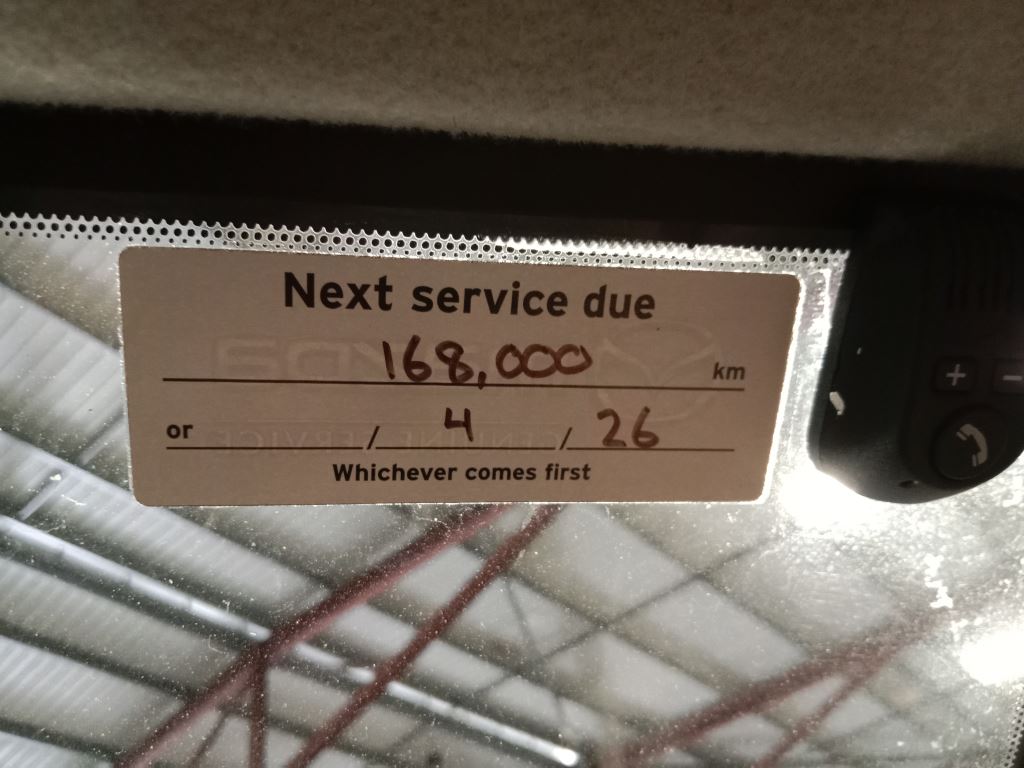 Next service due
168,000 km
or / 4 / 26
Whichever comes first
+ −